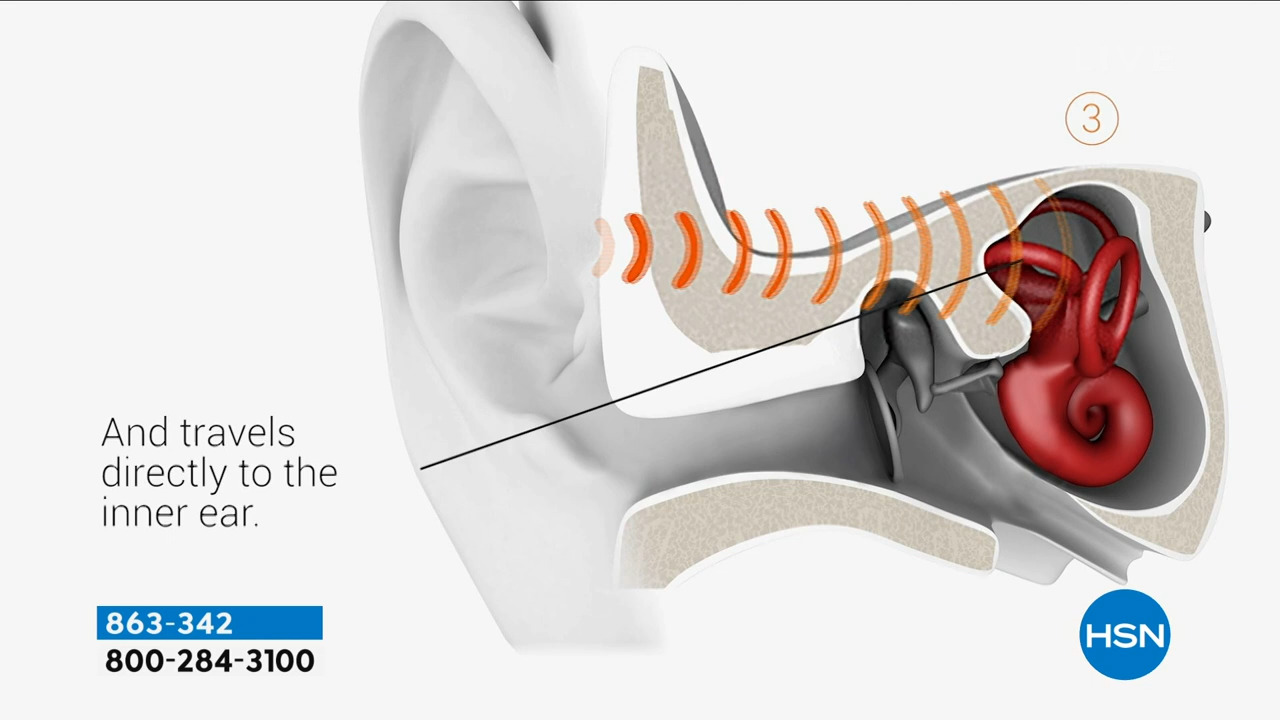 3
And travels
directly to the
inner ear.
863-342
800-284-3100
HSN